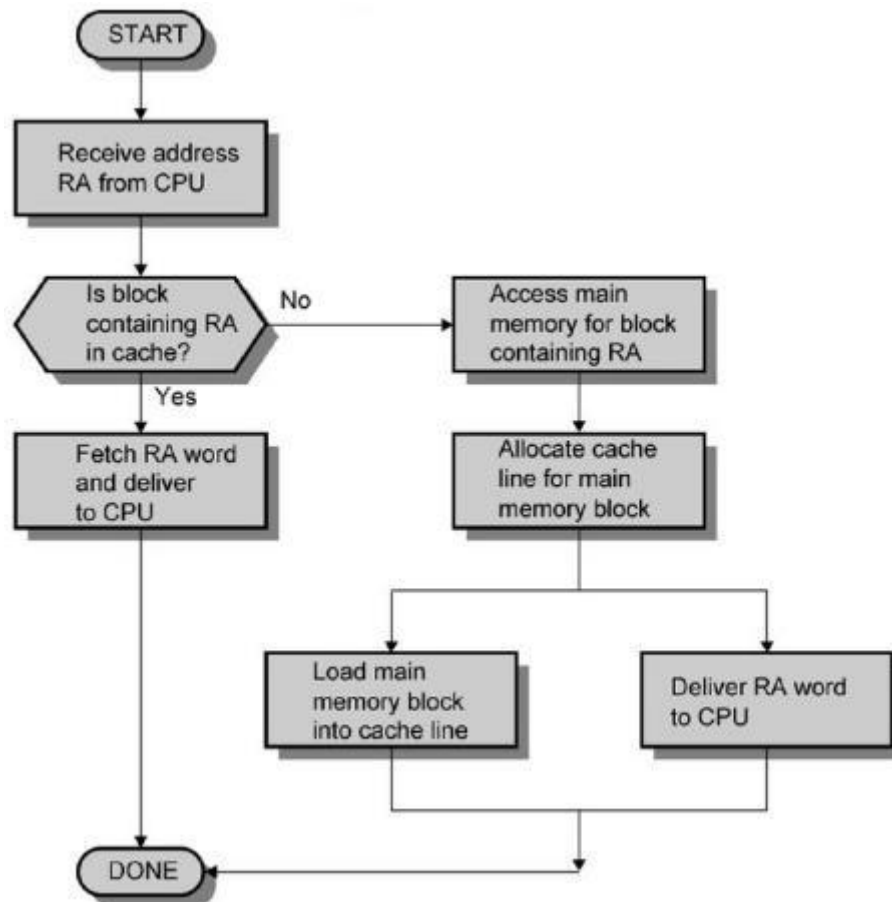 START
Receive address
RA from CPU
Is block
containing RA
in cache?
No
Yes
Access main
memory for block
containing RA
Fetch RA word
and deliver
to CPU
Allocate cache
line for main
memory block
Load main
memory block
into cache line
Deliver RA word
to CPU
DONE